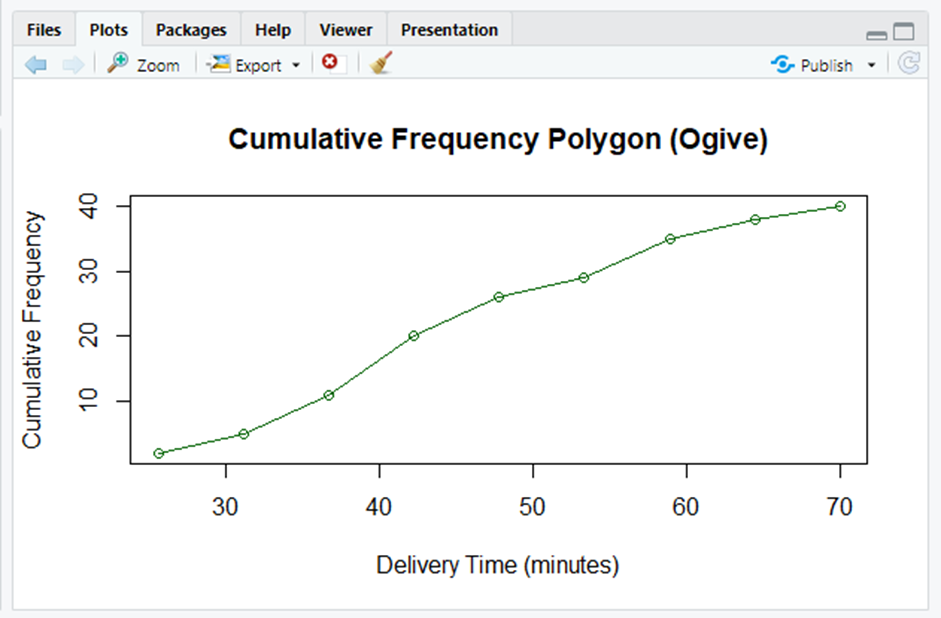 Files Plots Packages Help Viewer Presentation
Zoom Export Publish
Cumulative Frequency Polygon (Ogive)
Cumulative Frequency
40
30
20
10
30 40 50 60 70
Delivery Time (minutes)